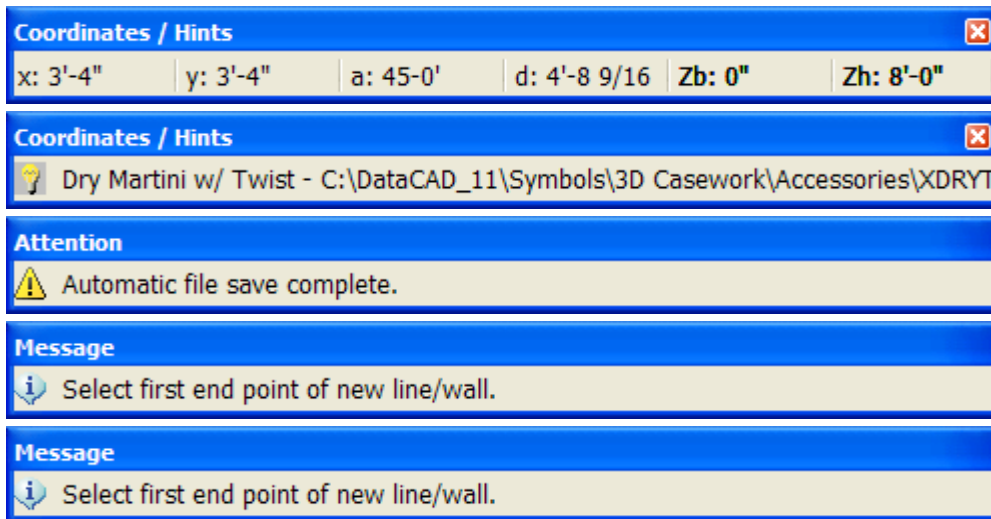 Coordinates / Hints
x: 3'-4" y: 3'-4" a: 45-0' d: 4'-8 9/16 Zb: 0" Zh: 8'-0"
Coordinates / Hints
Dry Martini w/ Twist - C:\DataCAD_11\Symbols\3D Casework\Accessories\XDRYT
Attention
Automatic file save complete.
Message
Select first end point of new line/wall.
Message
Select first end point of new line/wall.